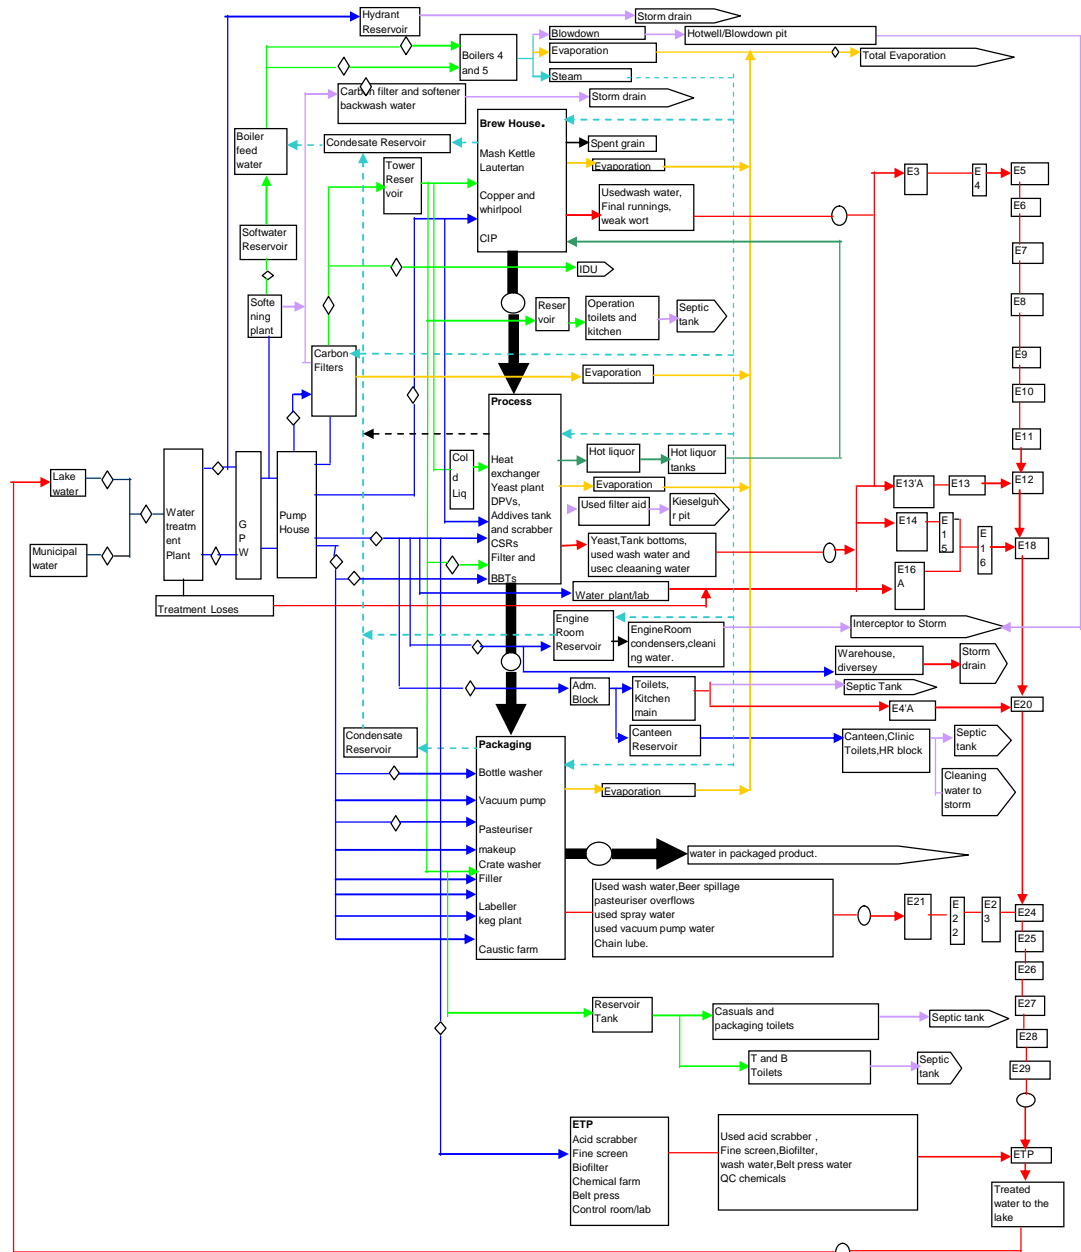 Hydrant
Reservoir
Storm drain
Blowdown
Hotwell/Blowdown pit
Boilers 4
and 5
Evaporation
Total Evaporation
Steam
Carbon filter and softener
backwash water
Storm drain
Brew House.
Mash Kettle
Lautertan
Copper and
whirlpool
CIP
Boiler
feed
water
Condesate Reservoir
Spent grain
Evaporation
Tower
Reser
voir
Usedwash water,
Final runnings,
weak wort
E3
E
4
E5
E6
E7
E8
E9
E10
E11
Softwater
Reservoir
IDU
Softe
ning
plant
Reser
voir
Operation
toilets and
kitchen
Septic
tank
Carbon
Filters
Evaporation
Process
Heat
exchanger
Yeast plant
DPVs,
Addives tank
and scrabber
CSRs
Filter and
BBTs
Col
d
Liq
Hot liquor
Hot liquor
tanks
Evaporation
Used filter aid
Kieselguh
r pit
E13'A
E13
E12
Lake
water
Municipal
water
Water
treatm
ent
Plant
G
P
W
Pump
House
Yeast,Tank bottoms,
used wash water and
usec cleaaning water
E14
E
1
5
E
1
6
E18
E16
A
Water plant/lab
Treatment Loses
Engine
Room
Reservoir
EngineRoom
condensers,cleani
ng water.
Interceptor to Storm
Warehouse,
diversey
Storm
drain
Adm.
Block
Toilets,
Kitchen
main
Septic Tank
E4'A
E20
Canteen
Reservoir
Canteen,Clinic
Toilets,HR block
Septic
tank
Cleaning
water to
storm
Condensate
Reservoir
Packaging
Bottle washer
Vacuum pump
Pasteuriser
makeup
Crate washer
Filler
Labeller
keg plant
Caustic farm
Evaporation
water in packaged product.
Used wash water,Beer spillage
pasteuriser overflows
used spray water
used vacuum pump water
Chain lube.
E21
E
2
2
E2
3
E24
E25
E26
E27
E28
E29
Reservoir
Tank
Casuals and
packaging toilets
Septic tank
T and B
Toilets
Septic
tank
ETP
Acid scrabber
Fine screen
Biofilter
Chemical farm
Belt press
Control room/lab
Used acid scrabber ,
Fine screen,Biofilter,
wash water,Belt press water
QC chemicals
ETP
Treated
water to the
lake